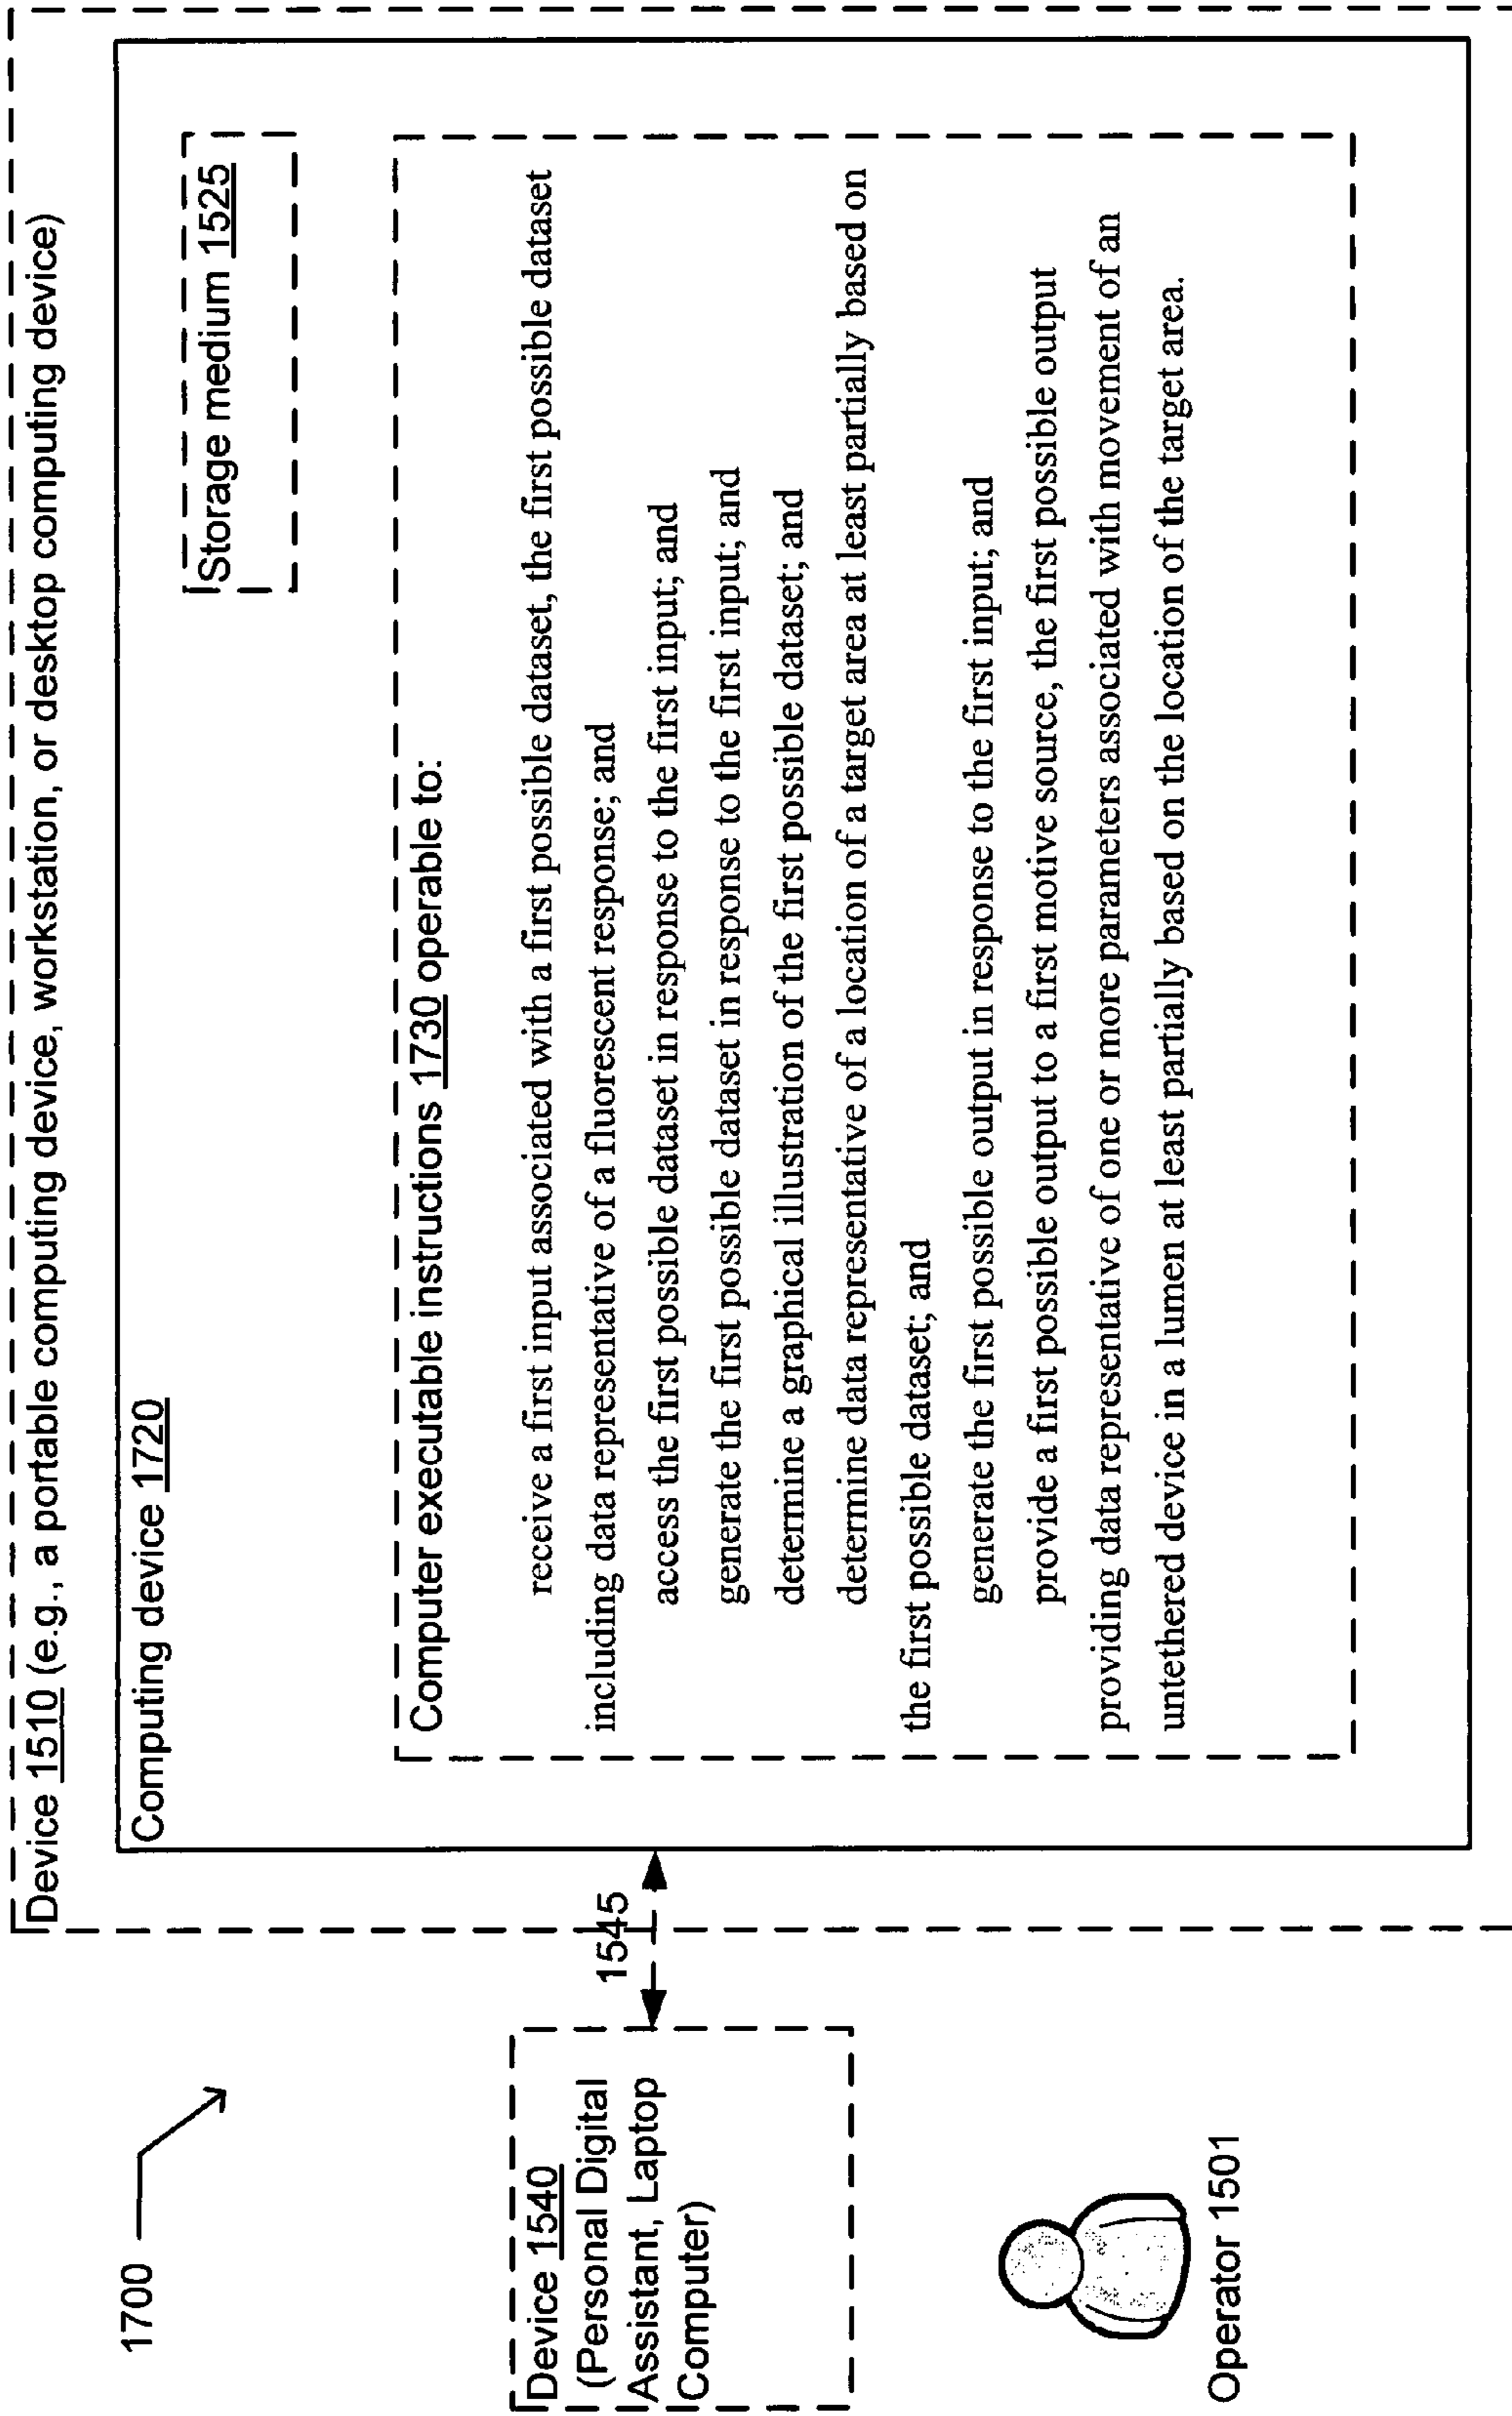 1700
Device 1510 (e.g., a portable computing device, workstation, or desktop computing device)
Computing device 1720
Storage medium 1525
Computer executable instructions 1730 operable to:
receive a first input associated with a first possible dataset, the first possible dataset
including data representative of a fluorescent response; and
access the first possible dataset in response to the first input; and
generate the first possible dataset in response to the first input; and
determine a graphical illustration of the first possible dataset; and
determine data representative of a location of a target area at least partially based on
the first possible dataset; and
generate the first possible output in response to the first input; and
provide a first possible output to a first motive source, the first possible output
providing data representative of one or more parameters associated with movement of an
untethered device in a lumen at least partially based on the location of the target area.
1545
Device 1540
(Personal Digital
Assistant, Laptop
Computer)
Operator 1501